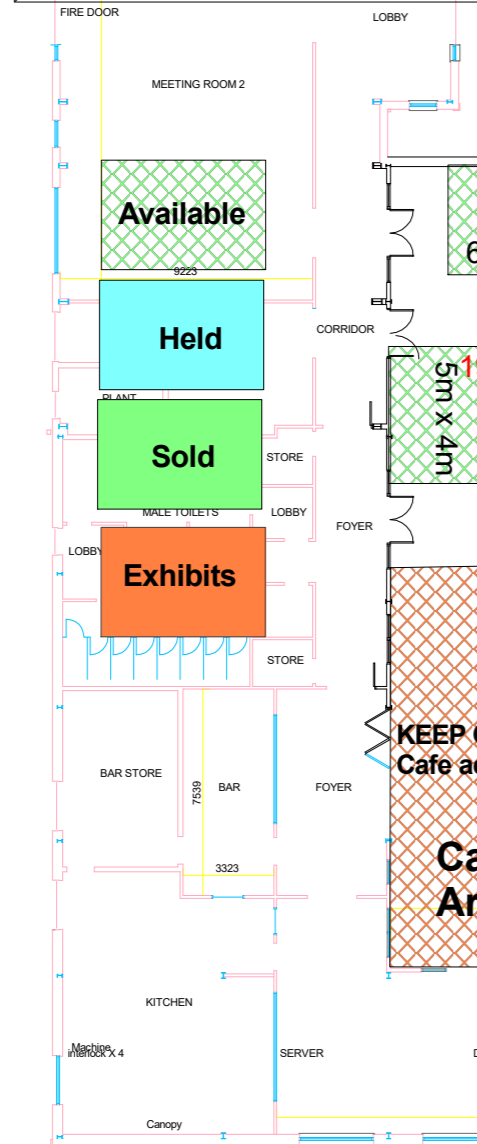 FIRE DOOR
LOBBY
MEETING ROOM 2
Available
6
9223
Held
CORRIDOR
5m x 4m
PLANT
Sold
STORE
MALE TOILETS
LOBBY
FOYER
LOBBY
Exhibits
STORE
KEEP
Cafe
BAR STORE
7539
BAR
FOYER
3323
KITCHEN
Machine
interlock X 4
SERVER
Canopy